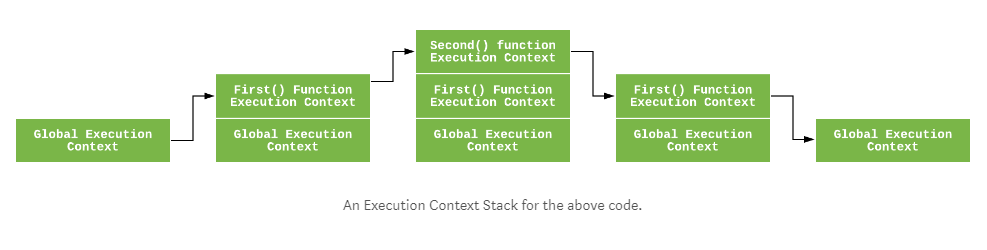 Second() function
Execution Context
First() Function
Execution Context
First() Function
Execution Context
First() Function
Execution Context
Global Execution
Context
Global Execution
Context
Global Execution
Context
Global Execution
Context
Global Execution
Context
An Execution Context Stack for the above code.